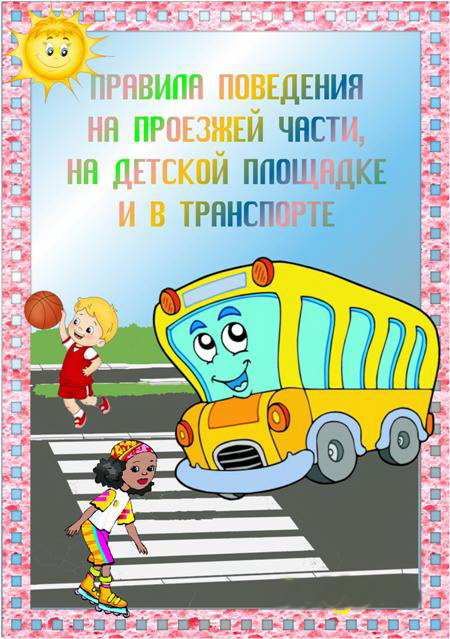 ПРАВИЛА ПОВЕДЕНИЯ
НА ПРОЕЗЖЕЙ ЧАСТИ,
НА ДЕТСКОЙ ПЛОЩАДКЕ
И В ТРАНСПОРТЕ